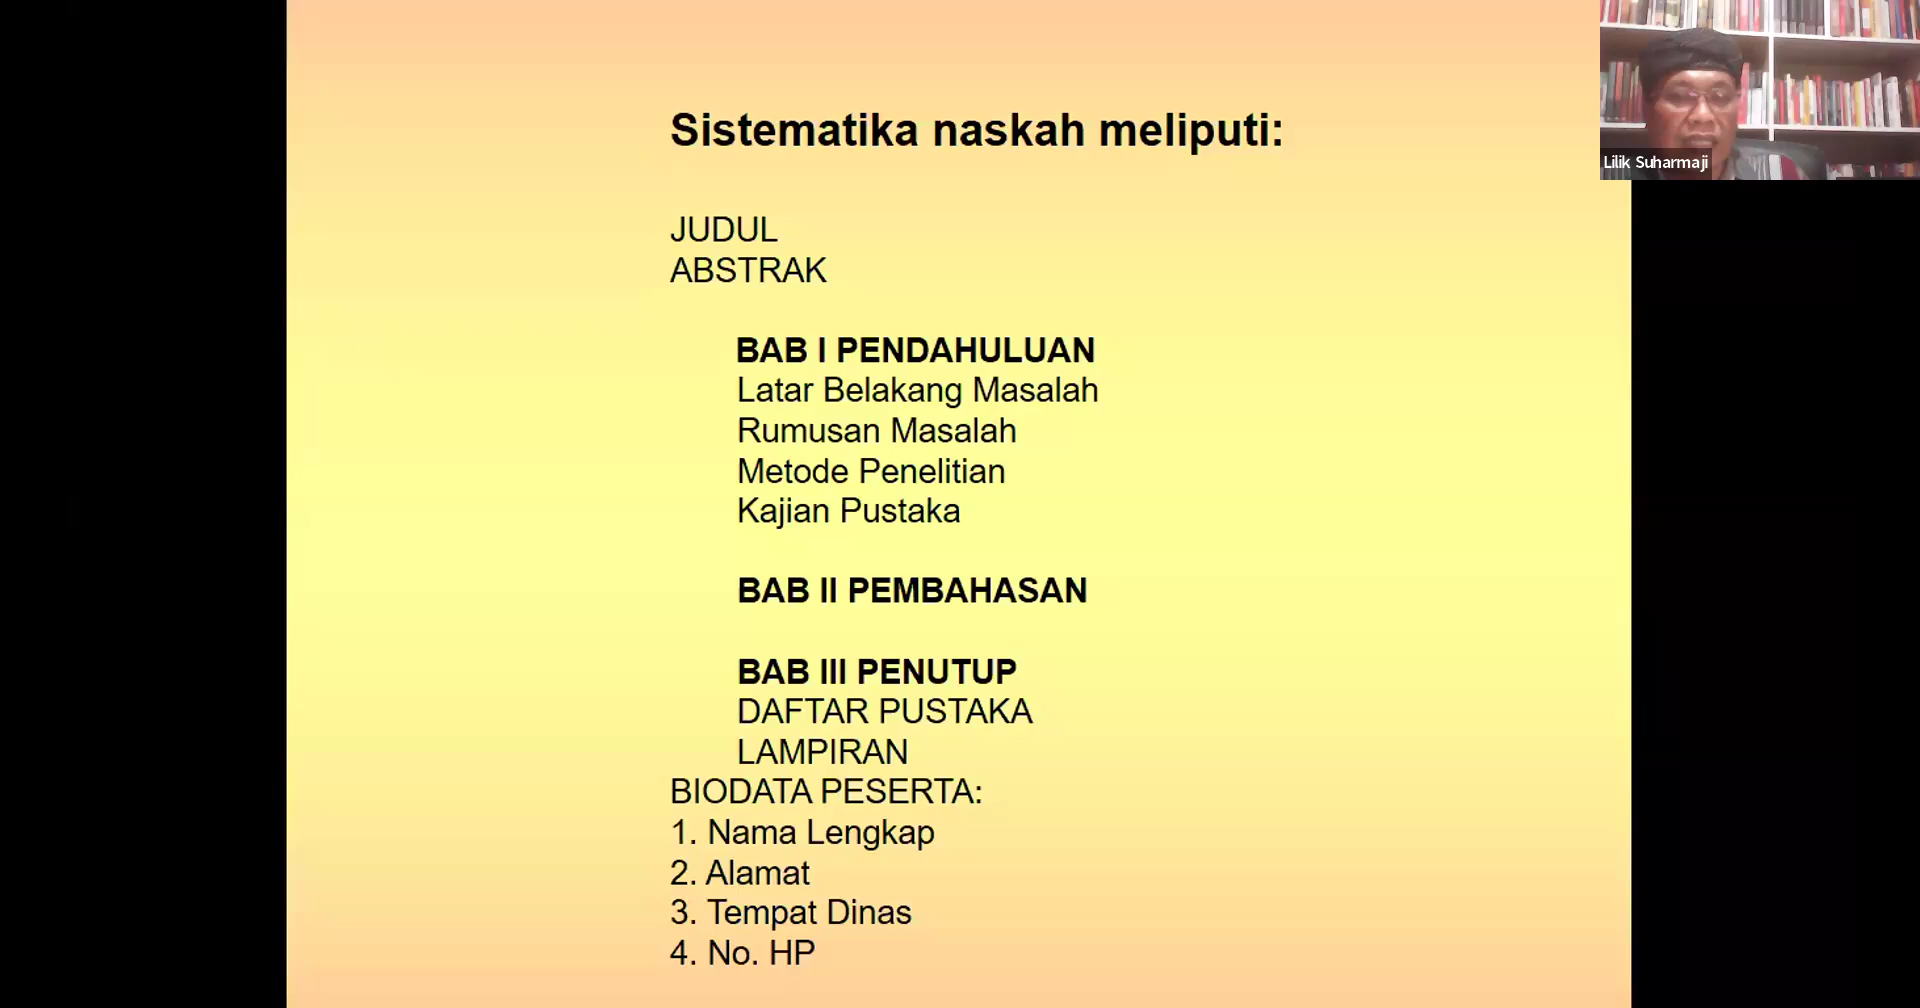 Sistematika naskah meliputi:
Lilik Suharmaji
JUDUL
ABSTRAK
BAB I PENDAHULUAN
Latar Belakang Masalah
Rumusan Masalah
Metode Penelitian
Kajian Pustaka
BAB II PEMBAHASAN
BAB III PENUTUP
DAFTAR PUSTAKA
LAMPIRAN
BIODATA PESERTA:
1. Nama Lengkap
2. Alamat
3. Tempat Dinas
4. No. HP